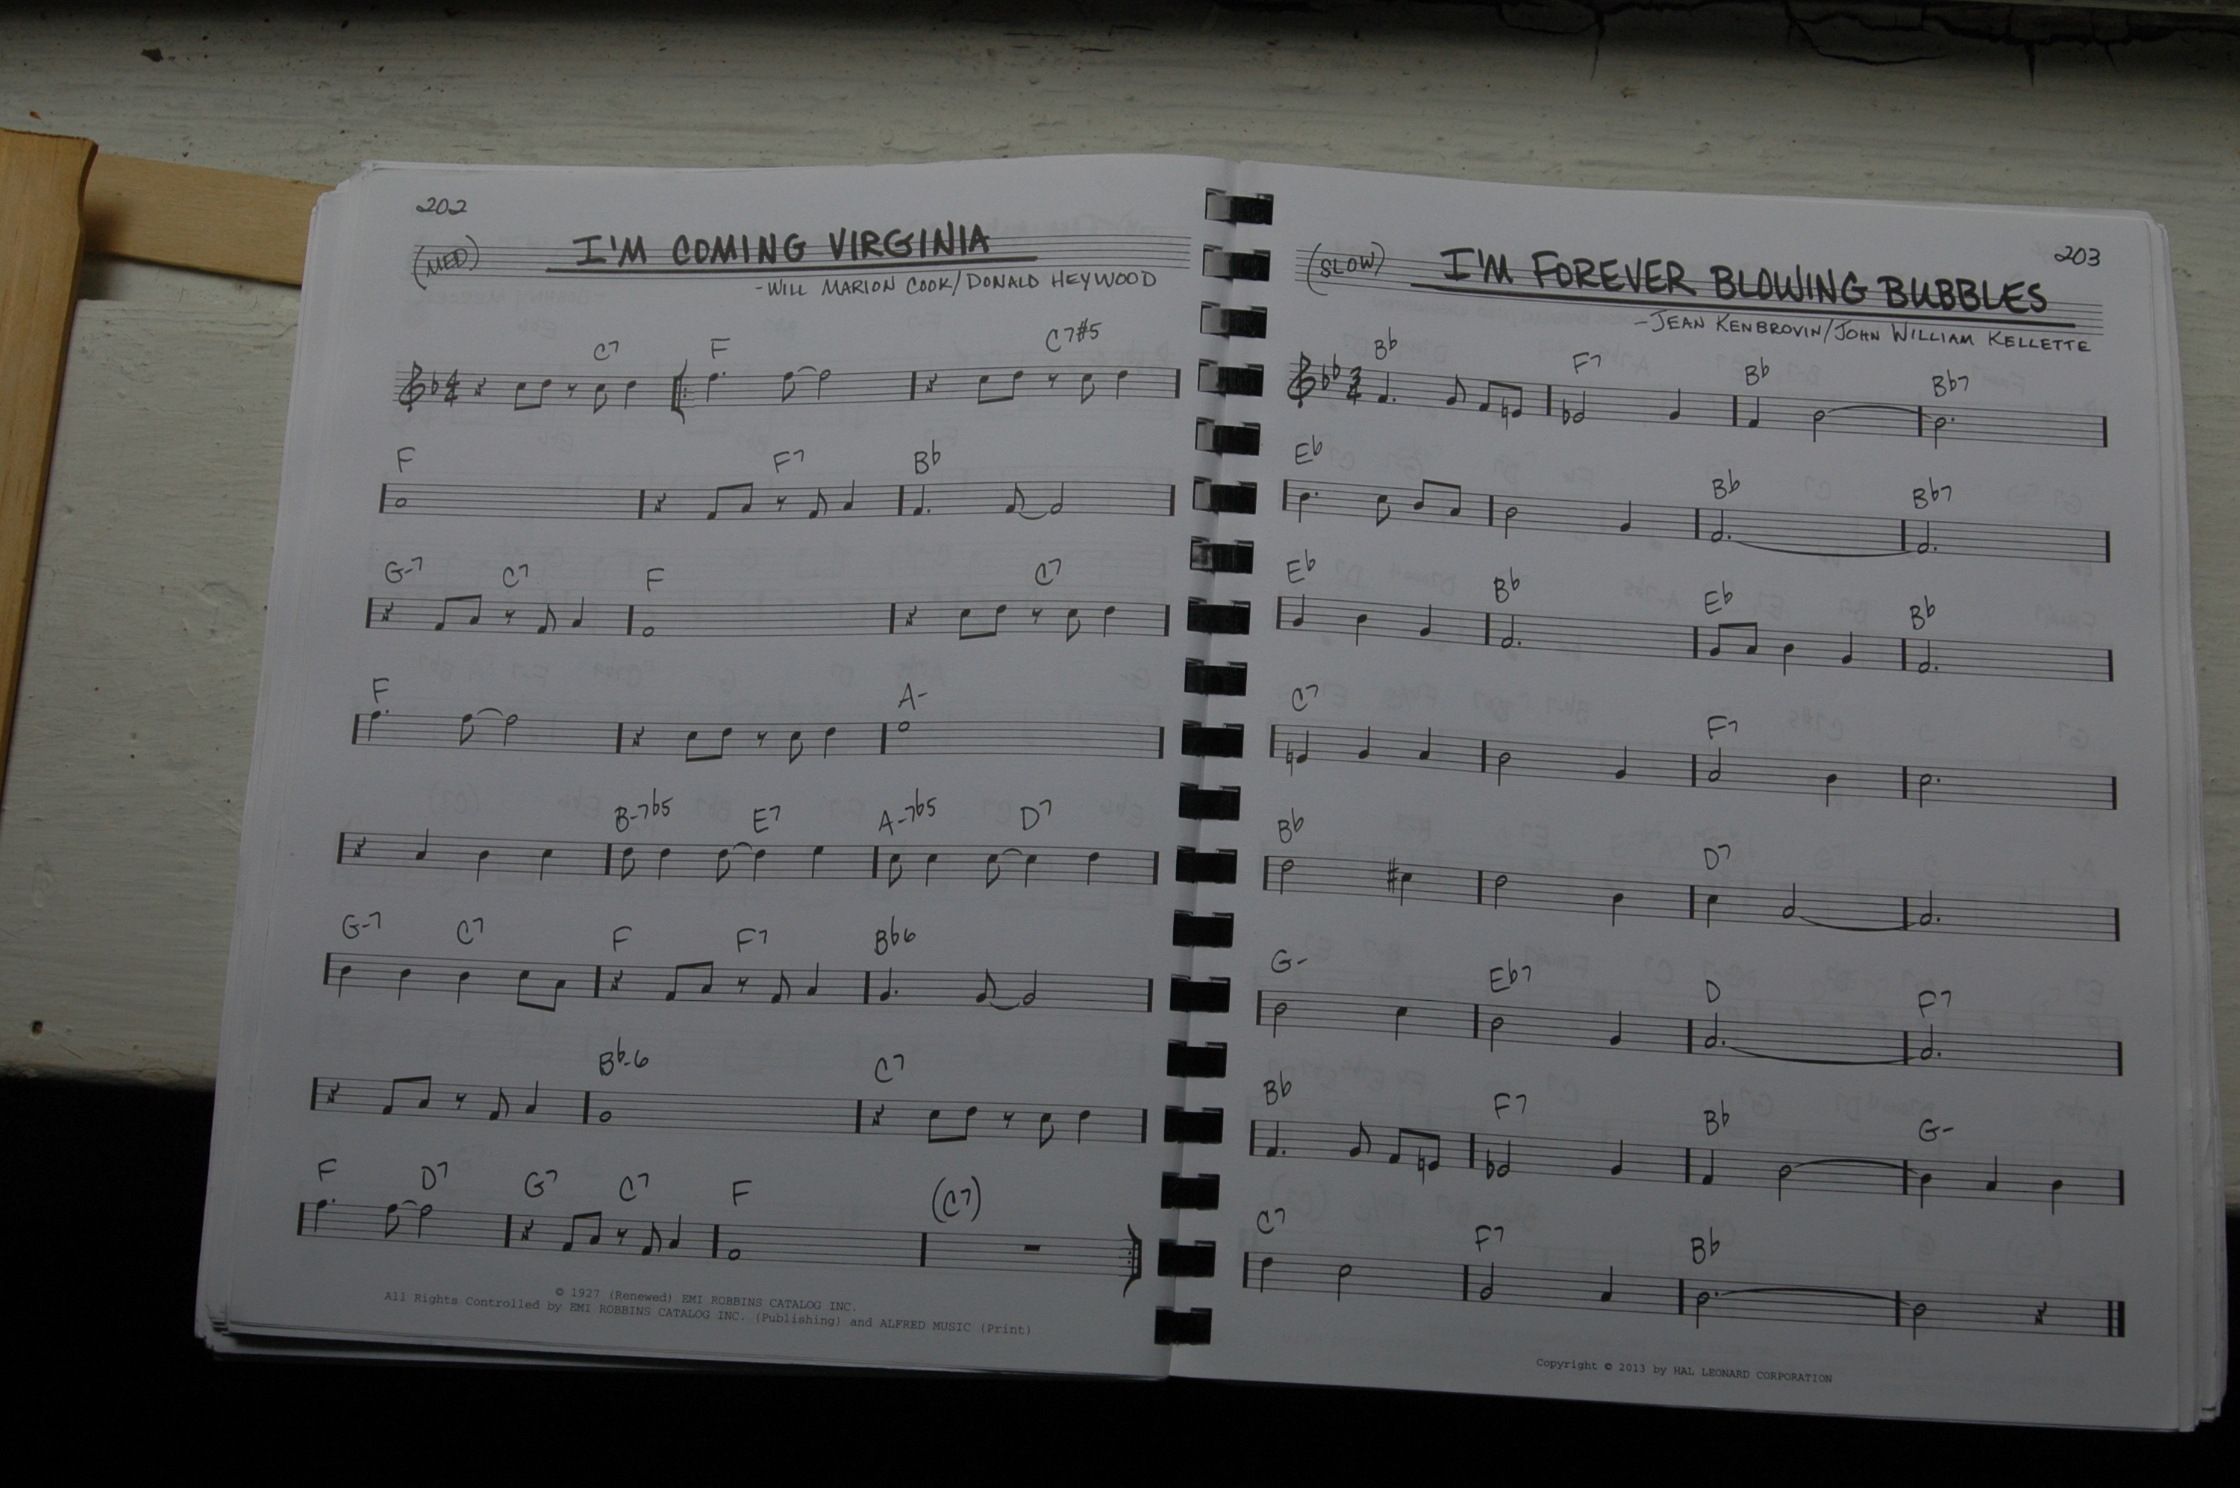 202
(MED)
I'M COMING VIRGINIA
-WILL MARION COOK/DONALD HEYWOOD
C7 F C7#5
F F7 Bb
G-7 C7 F C7
F A-
B-7b5 E7 A-7b5 D7
G-7 C7 F F7 Bb6
Bb-6 C7
F D7 G7 C7 F (C7)
© 1927 (Renewed) EMI ROBBINS CATALOG INC.
All Rights Controlled by EMI ROBBINS CATALOG INC. (Publishing) and ALFRED MUSIC (Print)
203
(SLOW)
I'M FOREVER BLOWING BUBBLES
-JEAN KENBROVIN/JOHN WILLIAM KELLETTE
Bb F7 Bb Bb7
Eb Bb Bb7
Eb Bb Eb Bb
C7 F7
Bb D7
G- Eb7 D F7
Bb F7 Bb G-
C7 F7 Bb
Copyright © 2013 by HAL LEONARD CORPORATION